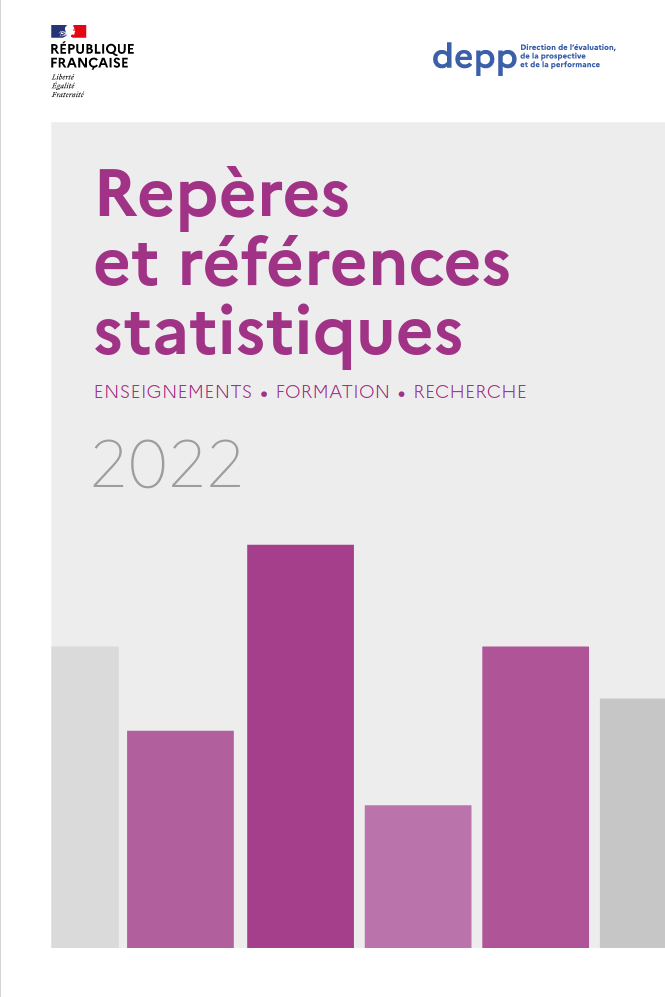 RÉPUBLIQUE
FRANÇAISE
Liberté
Égalité
Fraternité
depp
Direction de l'évaluation,
de la prospective
et de la performance
Repères
et références
statistiques
ENSEIGNEMENTS • FORMATION • RECHERCHE
2022